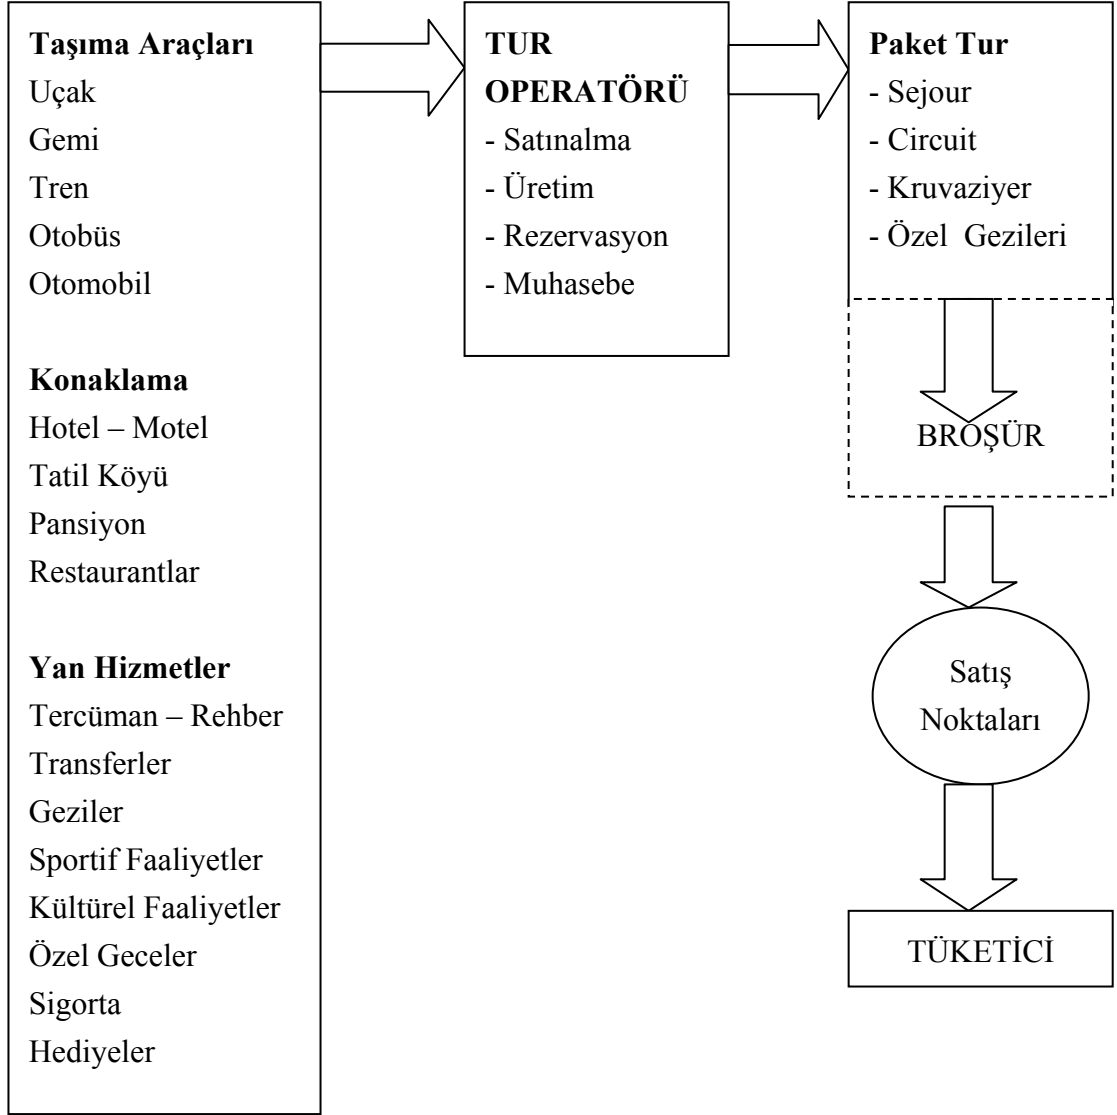 Taşıma Araçları
Uçak
Gemi
Tren
Otobüs
Otomobil
Konaklama
Hotel – Motel
Tatil Köyü
Pansiyon
Restaurantlar
Yan Hizmetler
Tercüman – Rehber
Transferler
Geziler
Sportif Faaliyetler
Kültürel Faaliyetler
Özel Geceler
Sigorta
Hediyeler
TUR
OPERATÖRÜ
- Satınalma
- Üretim
- Rezervasyon
- Muhasebe
Paket Tur
- Sejour
- Circuit
- Kruvaziyer
- Özel  Gezileri
BROŞÜR
Satış
Noktaları
TÜKETİCİ